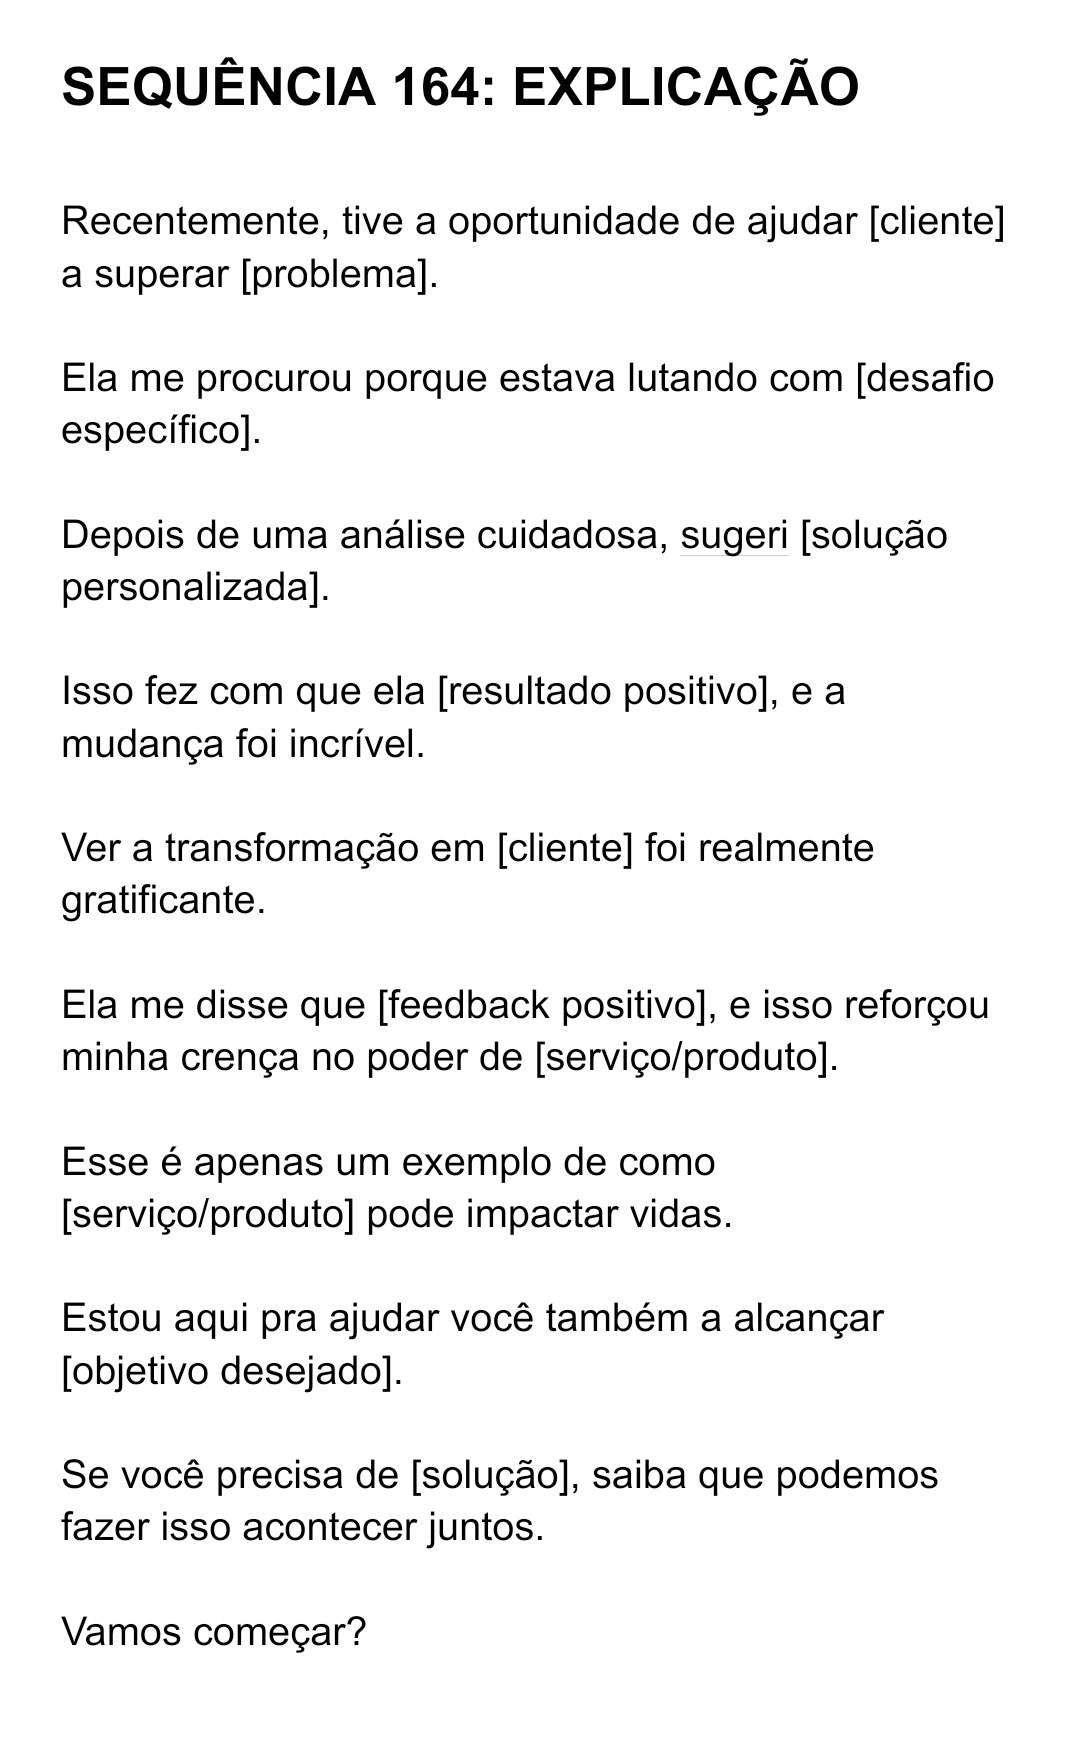 SEQUÊNCIA 164: EXPLICAÇÃO
Recentemente, tive a oportunidade de ajudar [cliente]
a superar [problema].
Ela me procurou porque estava lutando com [desafio
específico].
Depois de uma análise cuidadosa, sugeri [solução
personalizada].
Isso fez com que ela [resultado positivo], e a
mudança foi incrível.
Ver a transformação em [cliente] foi realmente
gratificante.
Ela me disse que [feedback positivo], e isso reforçou
minha crença no poder de [serviço/produto].
Esse é apenas um exemplo de como
[serviço/produto] pode impactar vidas.
Estou aqui pra ajudar você também a alcançar
[objetivo desejado].
Se você precisa de [solução], saiba que podemos
fazer isso acontecer juntos.
Vamos começar?